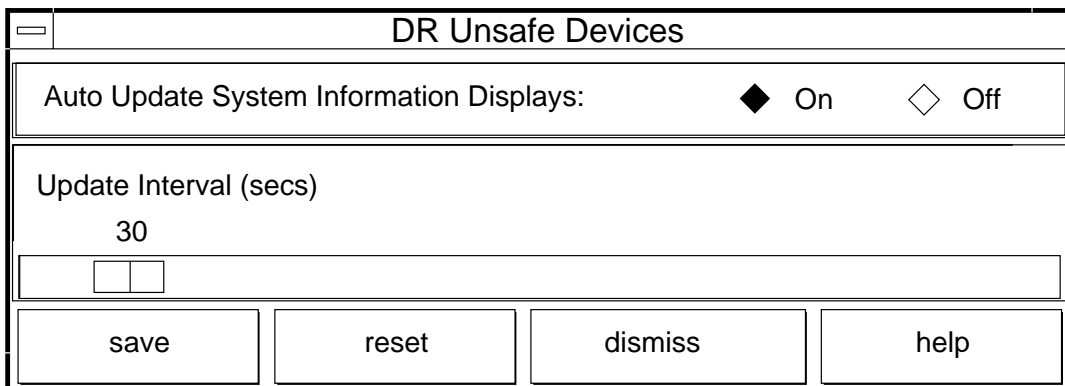 DR Unsafe Devices
Auto Update System Information Displays: On Off
Update Interval (secs)
30
save reset dismiss help